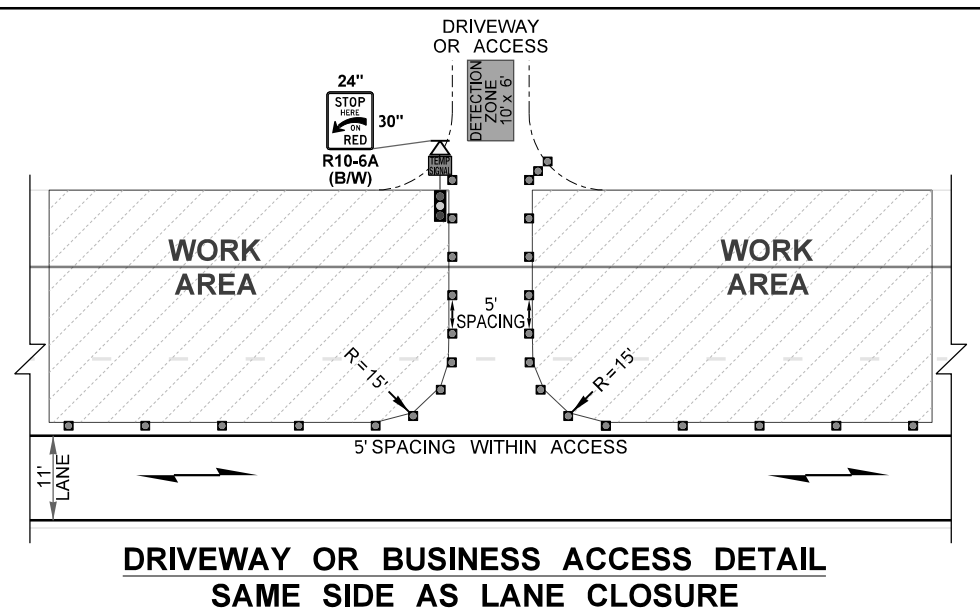 DRIVEWAY
OR ACCESS
24"
STOP
HERE
ON
RED
30"
R10-6A
(B/W)
TEMP
SIGNAL
DETECTION
ZONE
10' x 6'
WORK
AREA
WORK
AREA
5'
SPACING
R = 15'
R = 15'
5' SPACING WITHIN ACCESS
11'
LANE
DRIVEWAY OR BUSINESS ACCESS DETAIL
SAME SIDE AS LANE CLOSURE